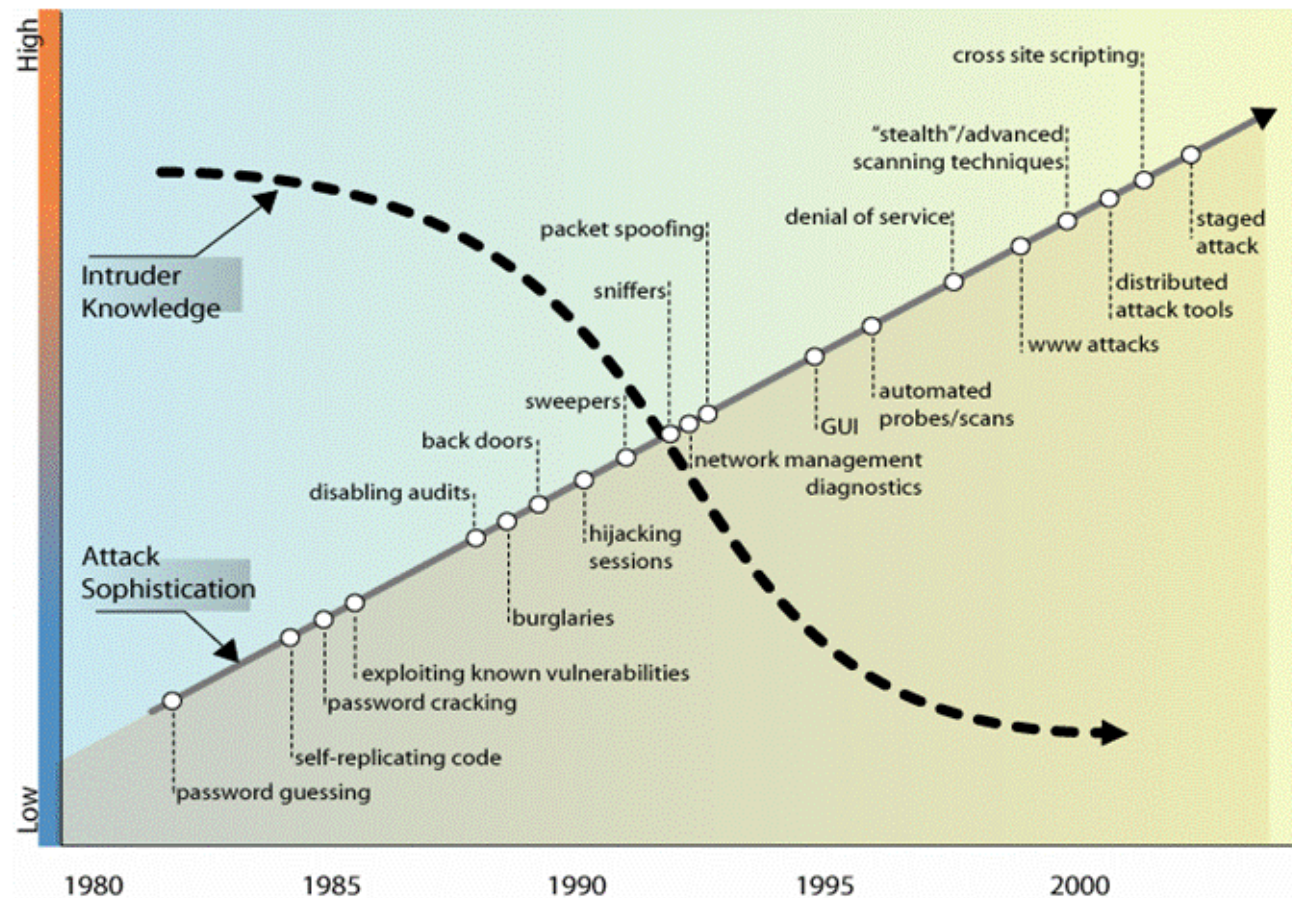 High
cross site scripting
"stealth"/advanced
scanning techniques
denial of service
packet spoofing
staged
attack
Intruder
Knowledge
sniffers
distributed
attack tools
www attacks
sweepers
automated
probes/scans
GUI
back doors
network management
diagnostics
disabling audits
hijacking
sessions
Attack
Sophistication
burglaries
exploiting known vulnerabilities
password cracking
self-replicating code
password guessing
Low
1980
1985
1990
1995
2000